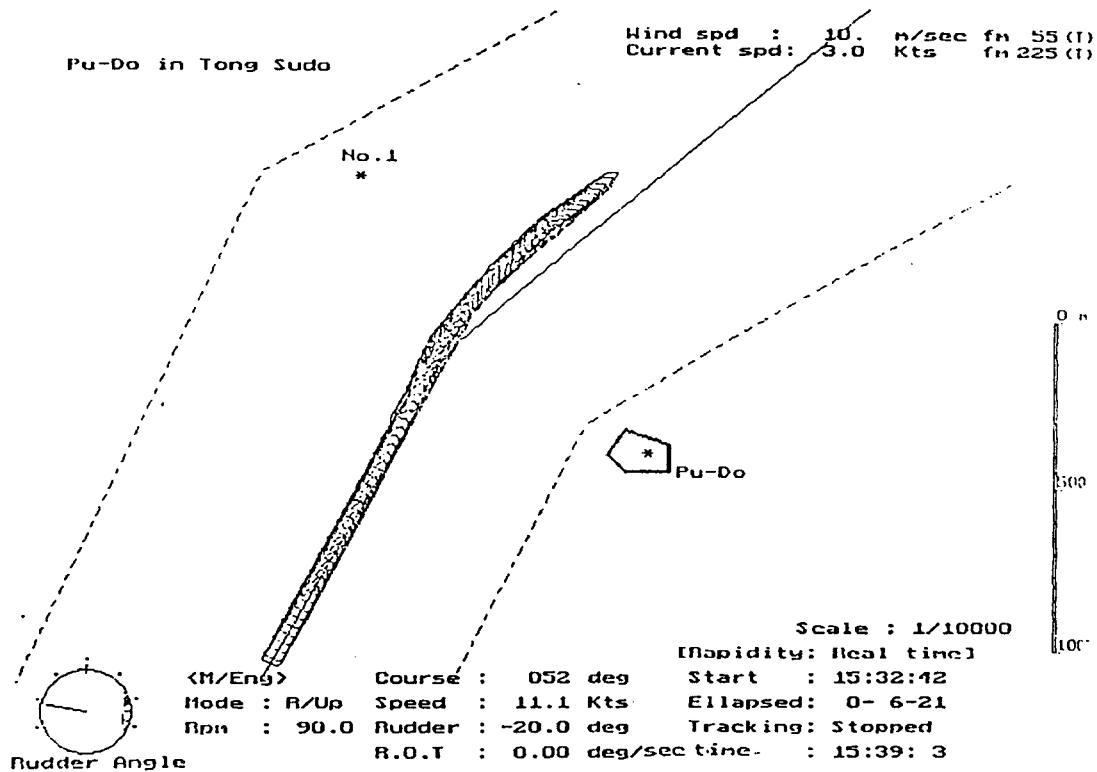 Wind spd : 10. m/sec fm 55(T)
Current spd: 3.0 Kts fm 225(T)
Pu-Do in Tong Sudo
No.1
*
0 m
*
Pu-Do
500
Scale : 1/10000
[Rapidity: Real time]
<M/Eng> Course : 052 deg Start : 15:32:42
Mode : R/Up Speed : 11.1 Kts Ellapsed: 0- 6-21
Rpm : 90.0 Rudder : -20.0 deg Tracking: Stopped
R.O.T : 0.00 deg/sec time. : 15:39: 3
Rudder Angle